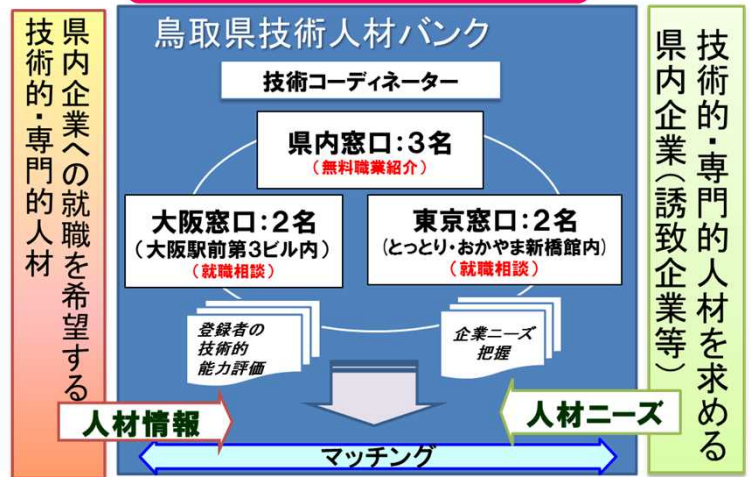 鳥取県技術人材バンク
技術コーディネーター
県内窓口:3名
(無料職業紹介)
大阪窓口:2名
(大阪駅前第3ビル内)
(就職相談)
東京窓口:2名
(とっとり・おかやま新橋館内)
(就職相談)
登録者の
技術的
能力評価
企業ニーズ
把握
県内企業への就職を希望する
技術的・専門的人材
技術的・専門的人材を求める
県内企業(誘致企業等)
人材情報
人材ニーズ
マッチング